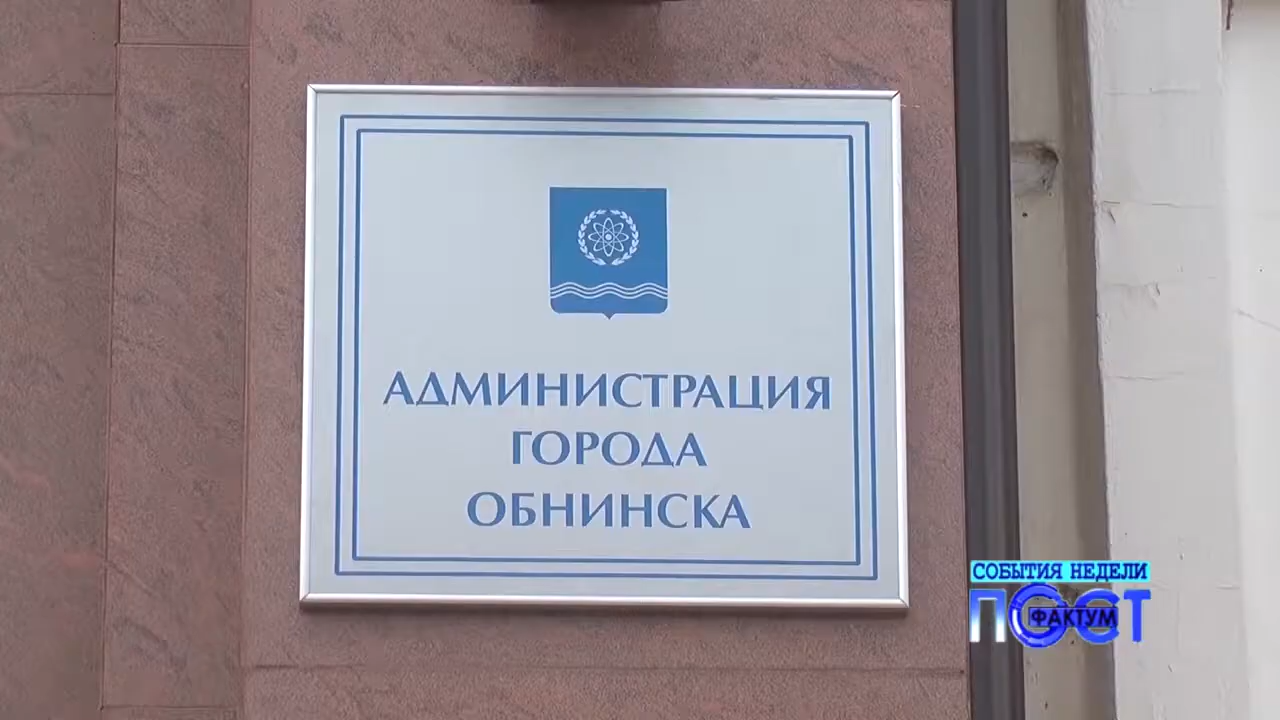 АДМИНИСТРАЦИЯ
ГОРОДА
ОБНИНСКА
СОБЫТИЯ НЕДЕЛИ
ПОСТ
ФАКТУМ